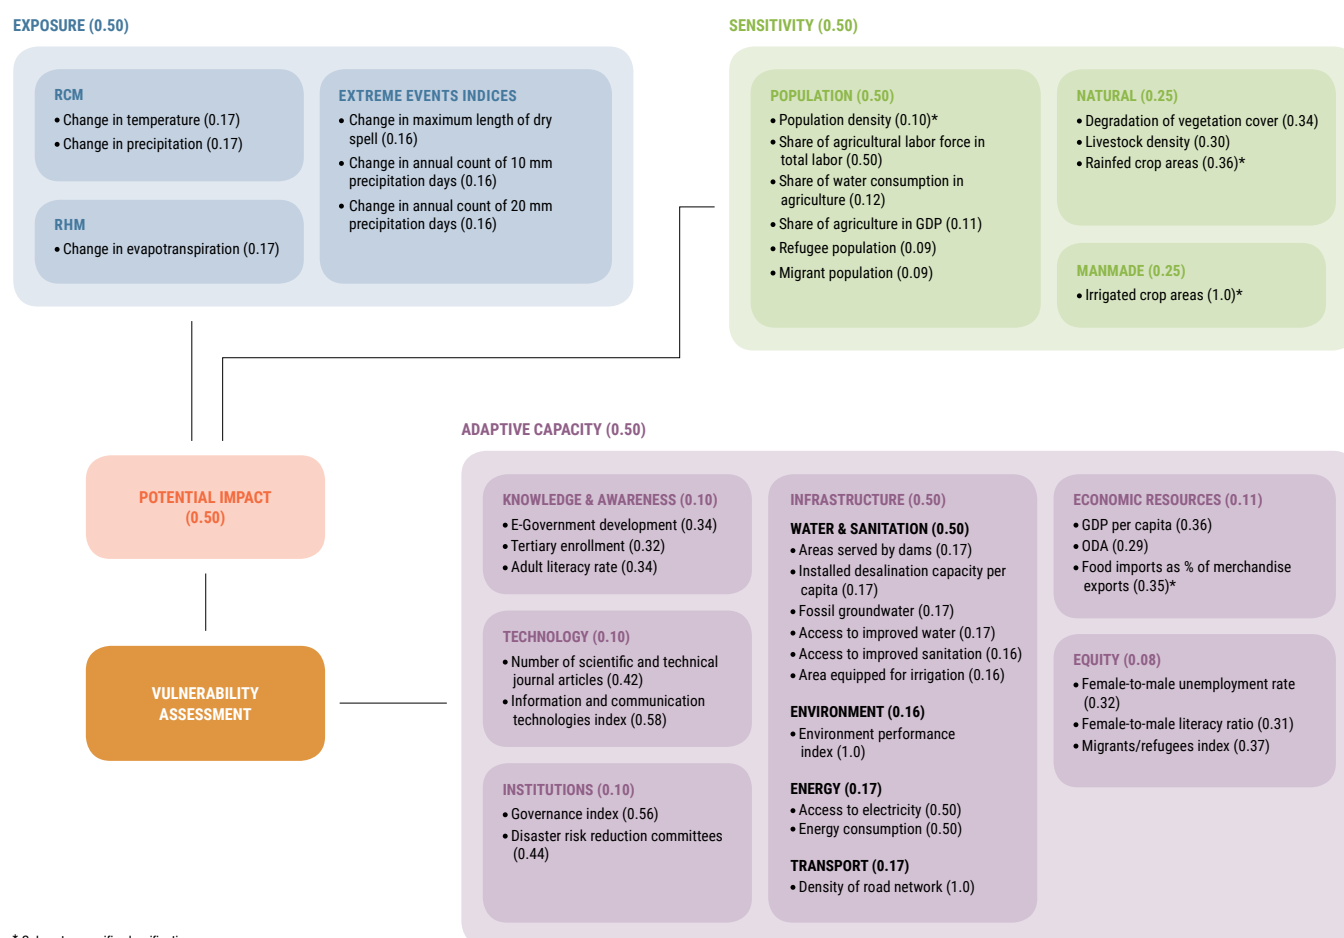 EXPOSURE (0.50)
RCM
• Change in temperature (0.17)
• Change in precipitation (0.17)
RHM
• Change in evapotranspiration (0.17)
EXTREME EVENTS INDICES
• Change in maximum length of dry
spell (0.16)
• Change in annual count of 10 mm
precipitation days (0.16)
• Change in annual count of 20 mm
precipitation days (0.16)
SENSITIVITY (0.50)
POPULATION (0.50)
• Population density (0.10)*
• Share of agricultural labor force in
total labor (0.50)
• Share of water consumption in
agriculture (0.12)
• Share of agriculture in GDP (0.11)
• Refugee population (0.09)
• Migrant population (0.09)
NATURAL (0.25)
• Degradation of vegetation cover (0.34)
• Livestock density (0.30)
• Rainfed crop areas (0.36)*
MANMADE (0.25)
• Irrigated crop areas (1.0)*
POTENTIAL IMPACT
(0.50)
VULNERABILITY
ASSESSMENT
ADAPTIVE CAPACITY (0.50)
KNOWLEDGE & AWARENESS (0.10)
• E-Government development (0.34)
• Tertiary enrollment (0.32)
• Adult literacy rate (0.34)
TECHNOLOGY (0.10)
• Number of scientific and technical
journal articles (0.42)
• Information and communication
technologies index (0.58)
INSTITUTIONS (0.10)
• Governance index (0.56)
• Disaster risk reduction committees
(0.44)
INFRASTRUCTURE (0.50)
WATER & SANITATION (0.50)
• Areas served by dams (0.17)
• Installed desalination capacity per
capita (0.17)
• Fossil groundwater (0.17)
• Access to improved water (0.17)
• Access to improved sanitation (0.16)
• Area equipped for irrigation (0.16)
ENVIRONMENT (0.16)
• Environment performance
index (1.0)
ENERGY (0.17)
• Access to electricity (0.50)
• Energy consumption (0.50)
TRANSPORT (0.17)
• Density of road network (1.0)
ECONOMIC RESOURCES (0.11)
• GDP per capita (0.36)
• ODA (0.29)
• Food imports as % of merchandise
exports (0.35)*
EQUITY (0.08)
• Female-to-male unemployment rate
(0.32)
• Female-to-male literacy ratio (0.31)
• Migrants/refugees index (0.37)